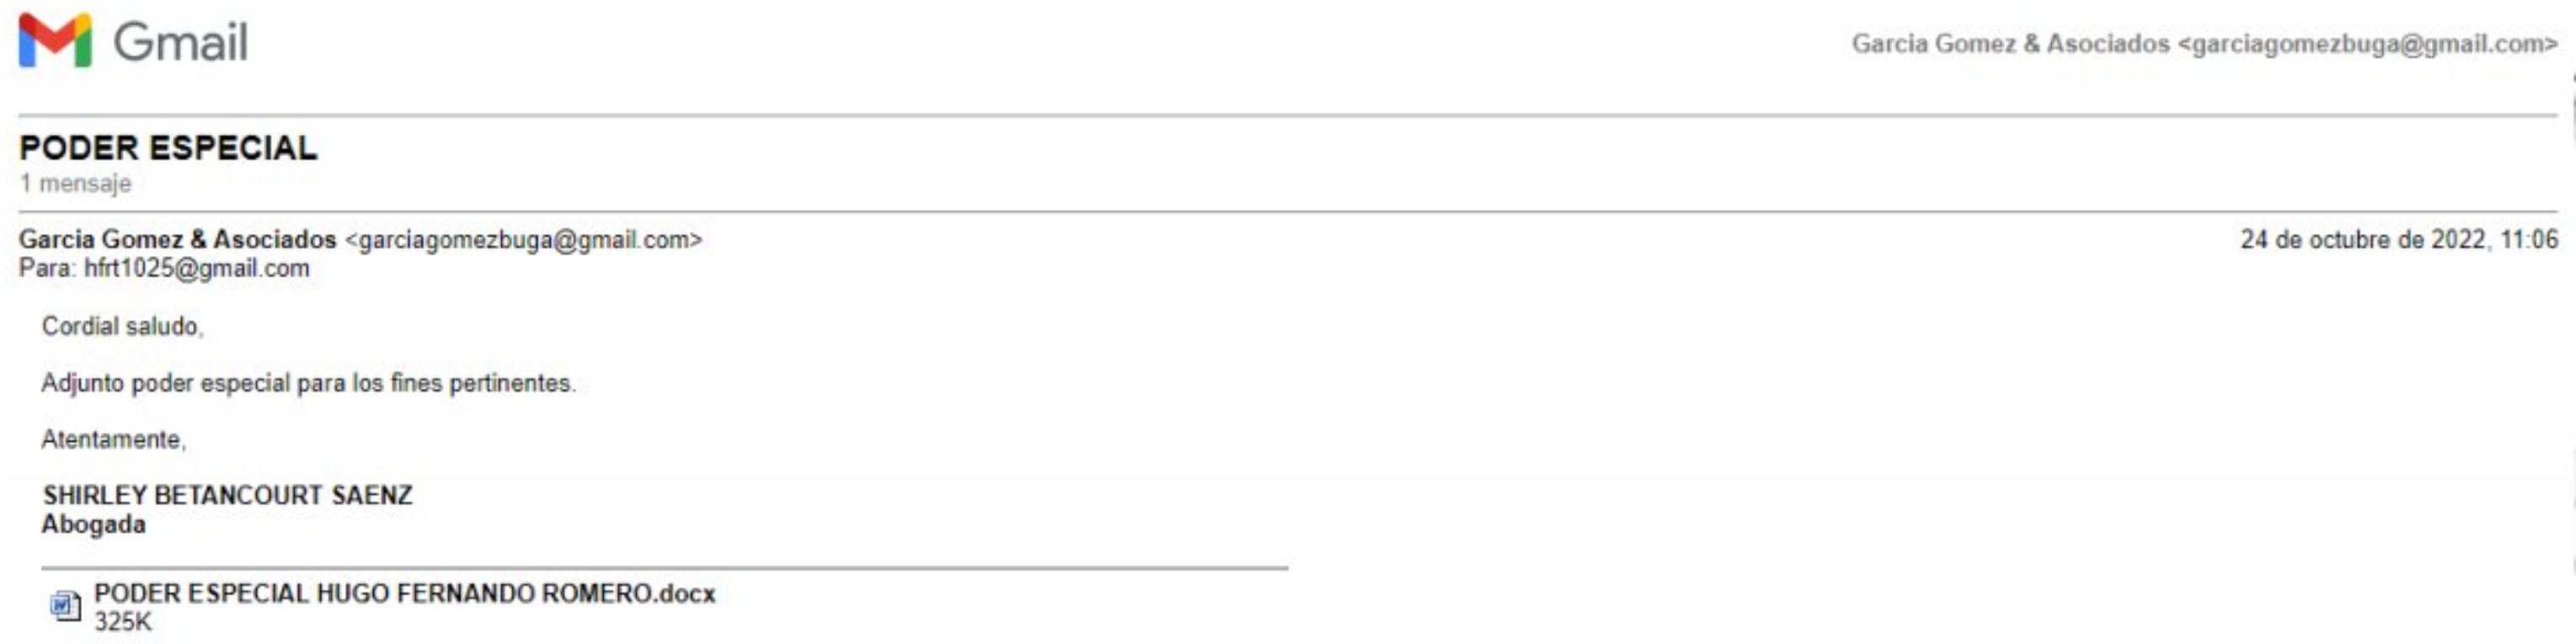 Gmail
Garcia Gomez & Asociados <garciagomezbuga@gmail.com>
PODER ESPECIAL
1 mensaje
Garcia Gomez & Asociados <garciagomezbuga@gmail.com>
24 de octubre de 2022, 11:06
Para: hfrt1025@gmail.com
Cordial saludo,
Adjunto poder especial para los fines pertinentes.
Atentamente,
SHIRLEY BETANCOURT SAENZ
Abogada
PODER ESPECIAL HUGO FERNANDO ROMERO.docx
325K